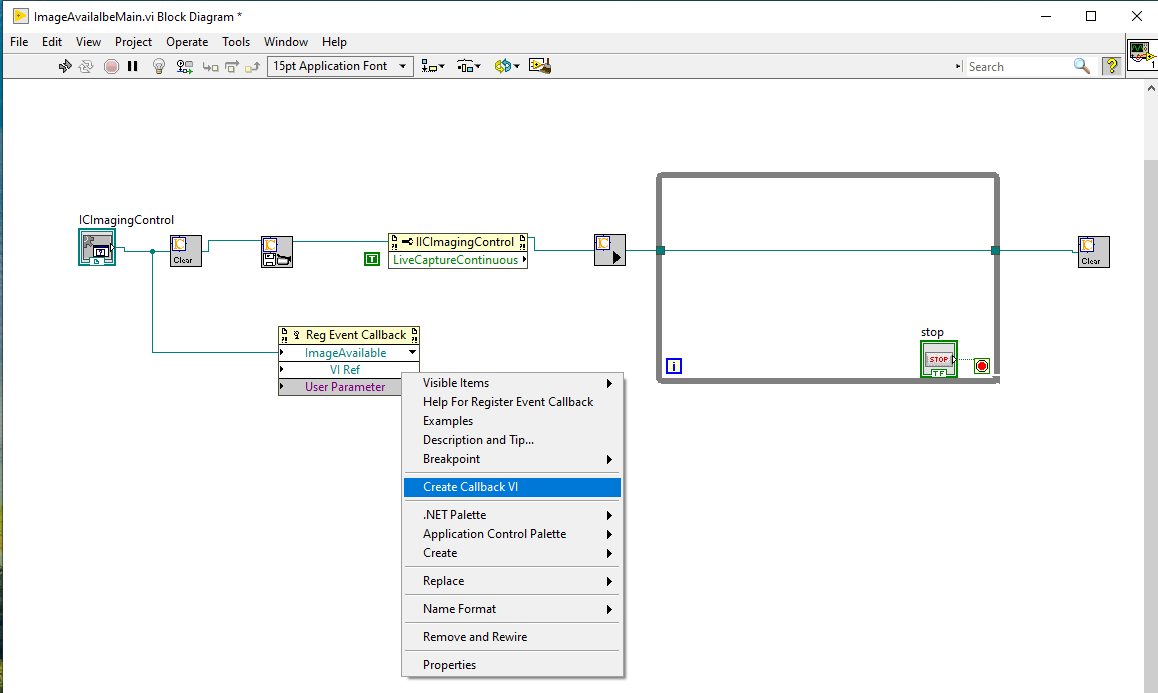 ImageAvailalbeMain.vi Block Diagram *
File Edit View Project Operate Tools Window Help
15pt Application Font
Search
?
1
ICImagingControl
Clear
IICImagingControl
LiveCaptureContinuous
T
Clear
Reg Event Callback
ImageAvailable
VI Ref
User Parameter
stop
STOP
TF
i
Visible Items
Help For Register Event Callback
Examples
Description and Tip...
Breakpoint
Create Callback VI
.NET Palette
Application Control Palette
Create
Replace
Name Format
Remove and Rewire
Properties